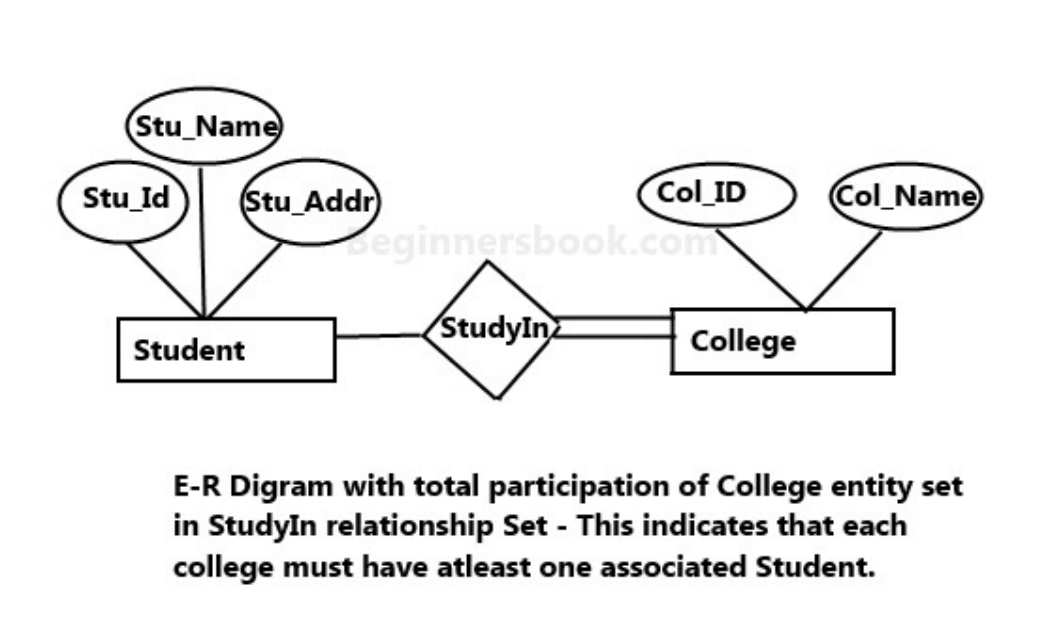 Stu_Name
Stu_Id
Stu_Addr
Col_ID
Col_Name
Beginnersbook.com
StudyIn
Student
College
E-R Digram with total participation of College entity set
in StudyIn relationship Set - This indicates that each
college must have atleast one associated Student.